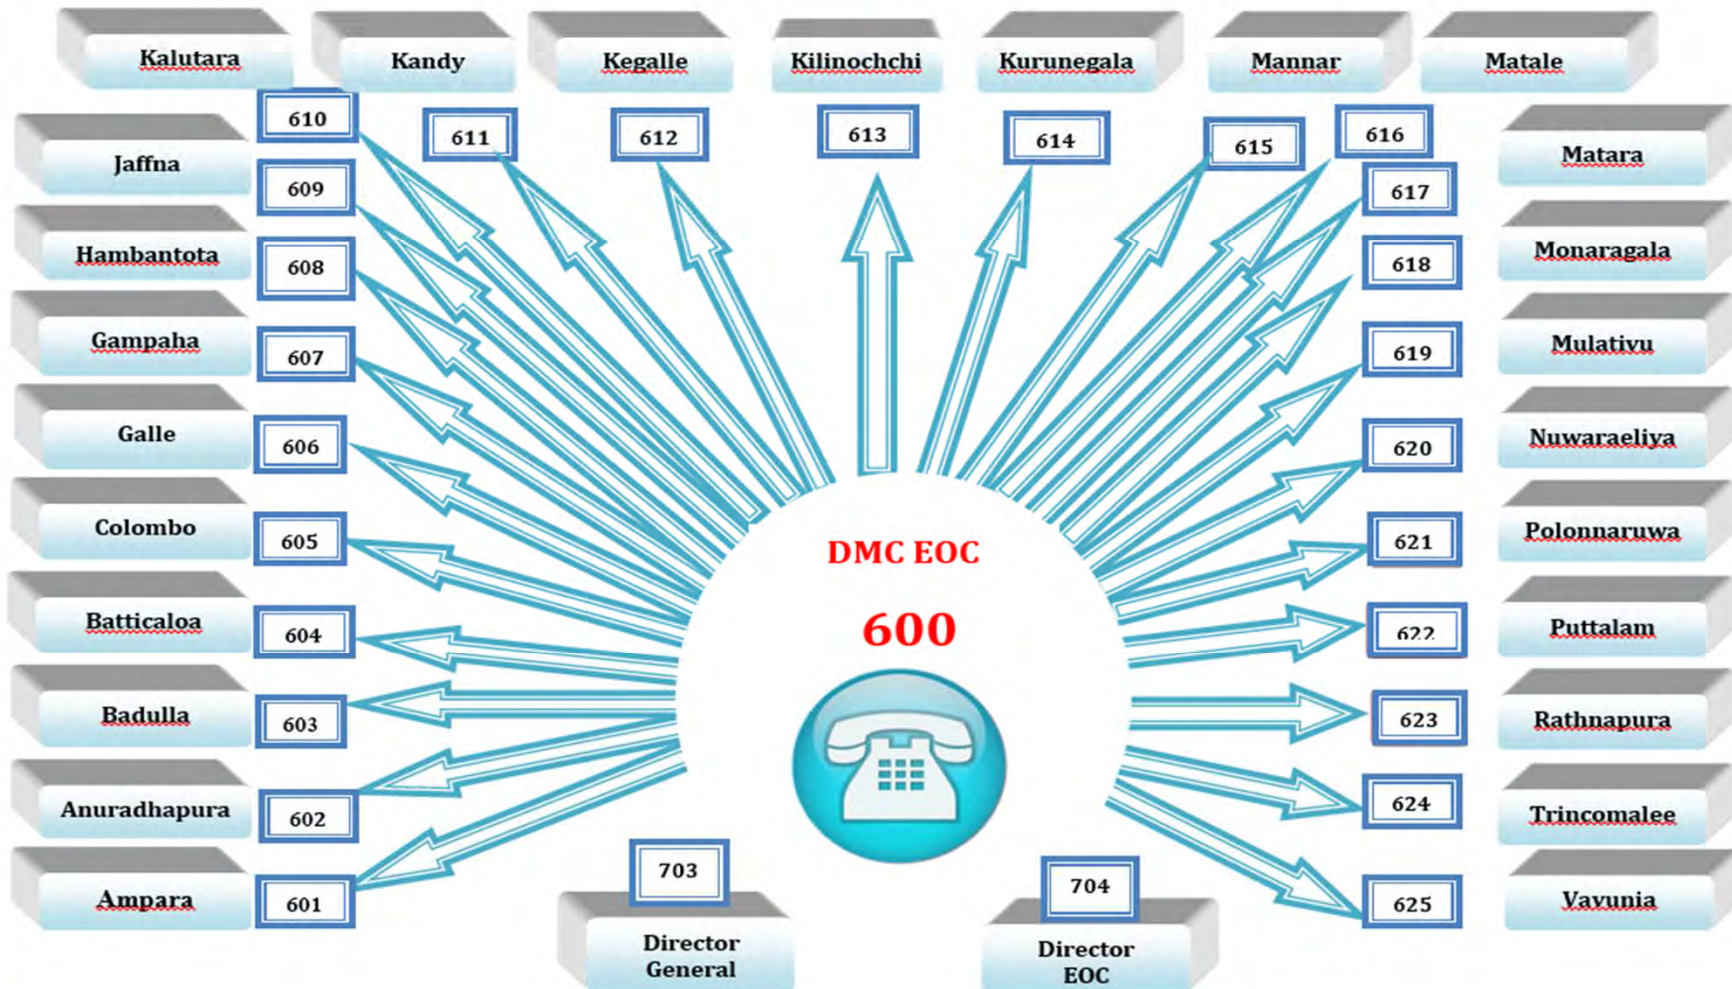 Kalutara
Kandy
Kegalle
Kilinochchi
Kurunegala
Mannar
Matale
610
611
612
613
614
615
616
Jaffna
609
617
Matara
Hambantota
608
618
Monaragala
Gampaha
607
619
Mulativu
Galle
606
620
Nuwaraeliya
Colombo
605
621
Polonnaruwa
DMC EOC
600
Batticaloa
604
622
Puttalam
Badulla
603
623
Rathnapura
Anuradhapura
602
624
Trincomalee
Ampara
601
625
Vavunia
703
Director
General
704
Director
EOC